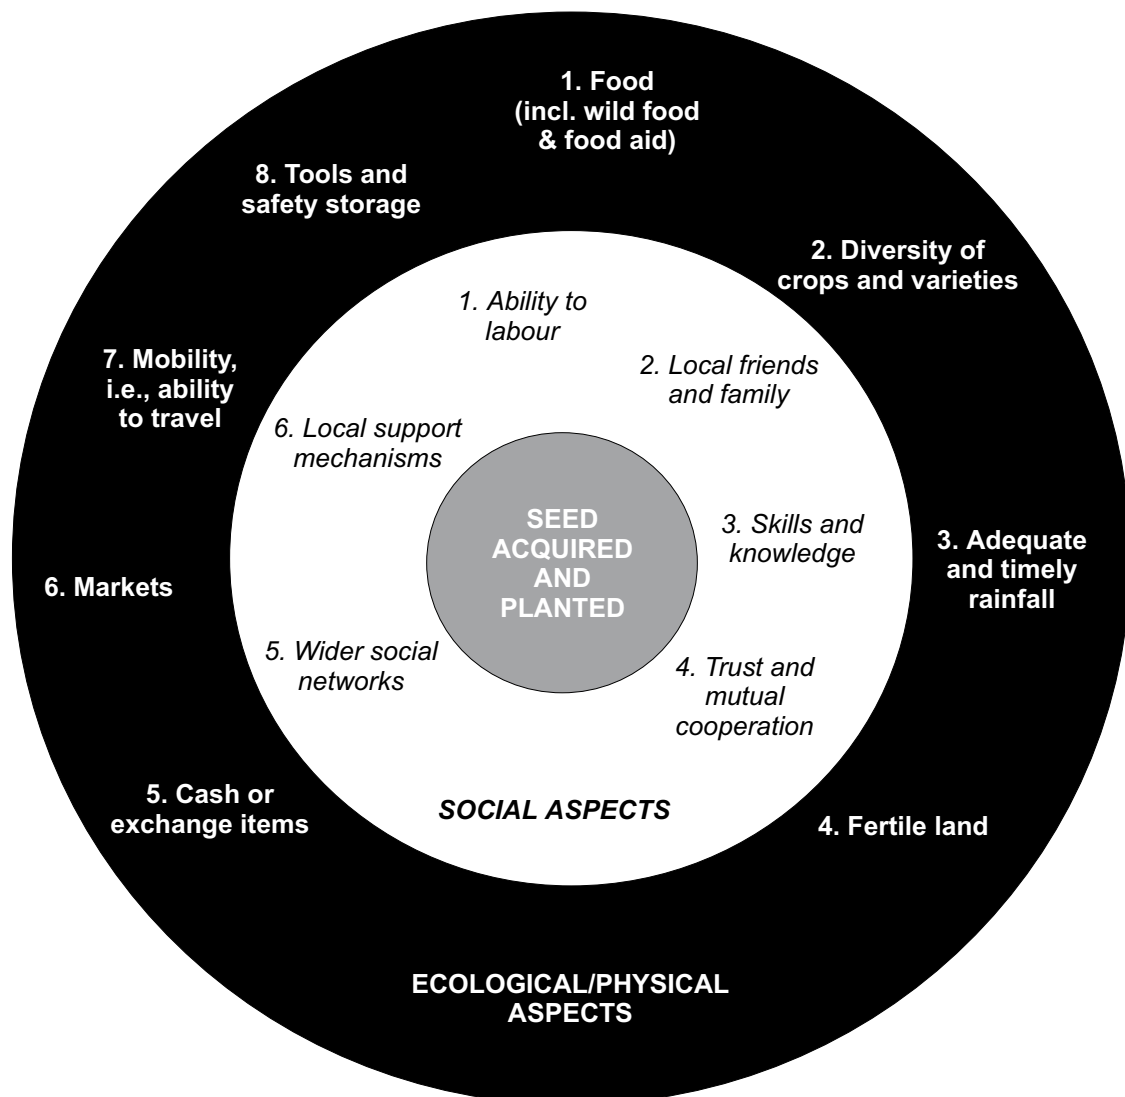 1. Food
(incl. wild food
& food aid)
2. Diversity of
crops and varieties
3. Adequate
and timely
rainfall
4. Fertile land
5. Cash or
exchange items
6. Markets
7. Mobility,
i.e., ability
to travel
8. Tools and
safety storage
ECOLOGICAL/PHYSICAL
ASPECTS
1. Ability to
labour
2. Local friends
and family
3. Skills and
knowledge
4. Trust and
mutual
cooperation
5. Wider social
networks
6. Local support
mechanisms
SOCIAL ASPECTS
SEED
ACQUIRED
AND
PLANTED